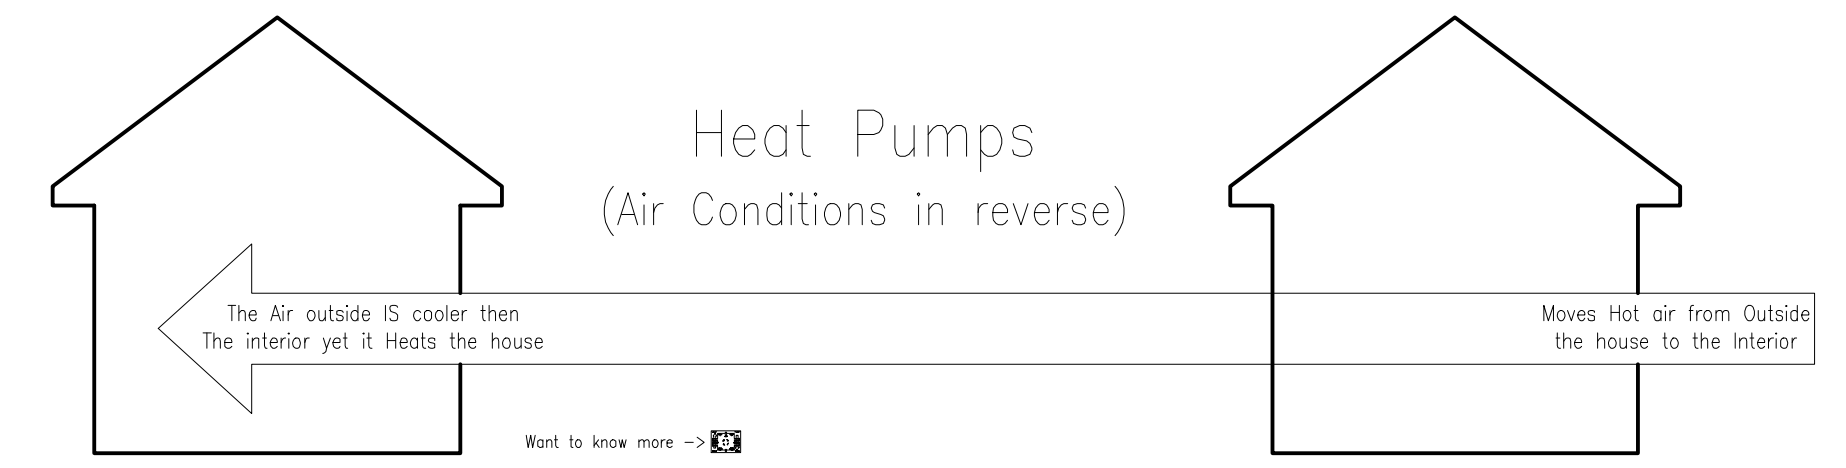 Heat Pumps
(Air Conditions in reverse)
The Air outside IS cooler then
The interior yet it Heats the house
Moves Hot air from Outside
the house to the Interior
Want to know more ->